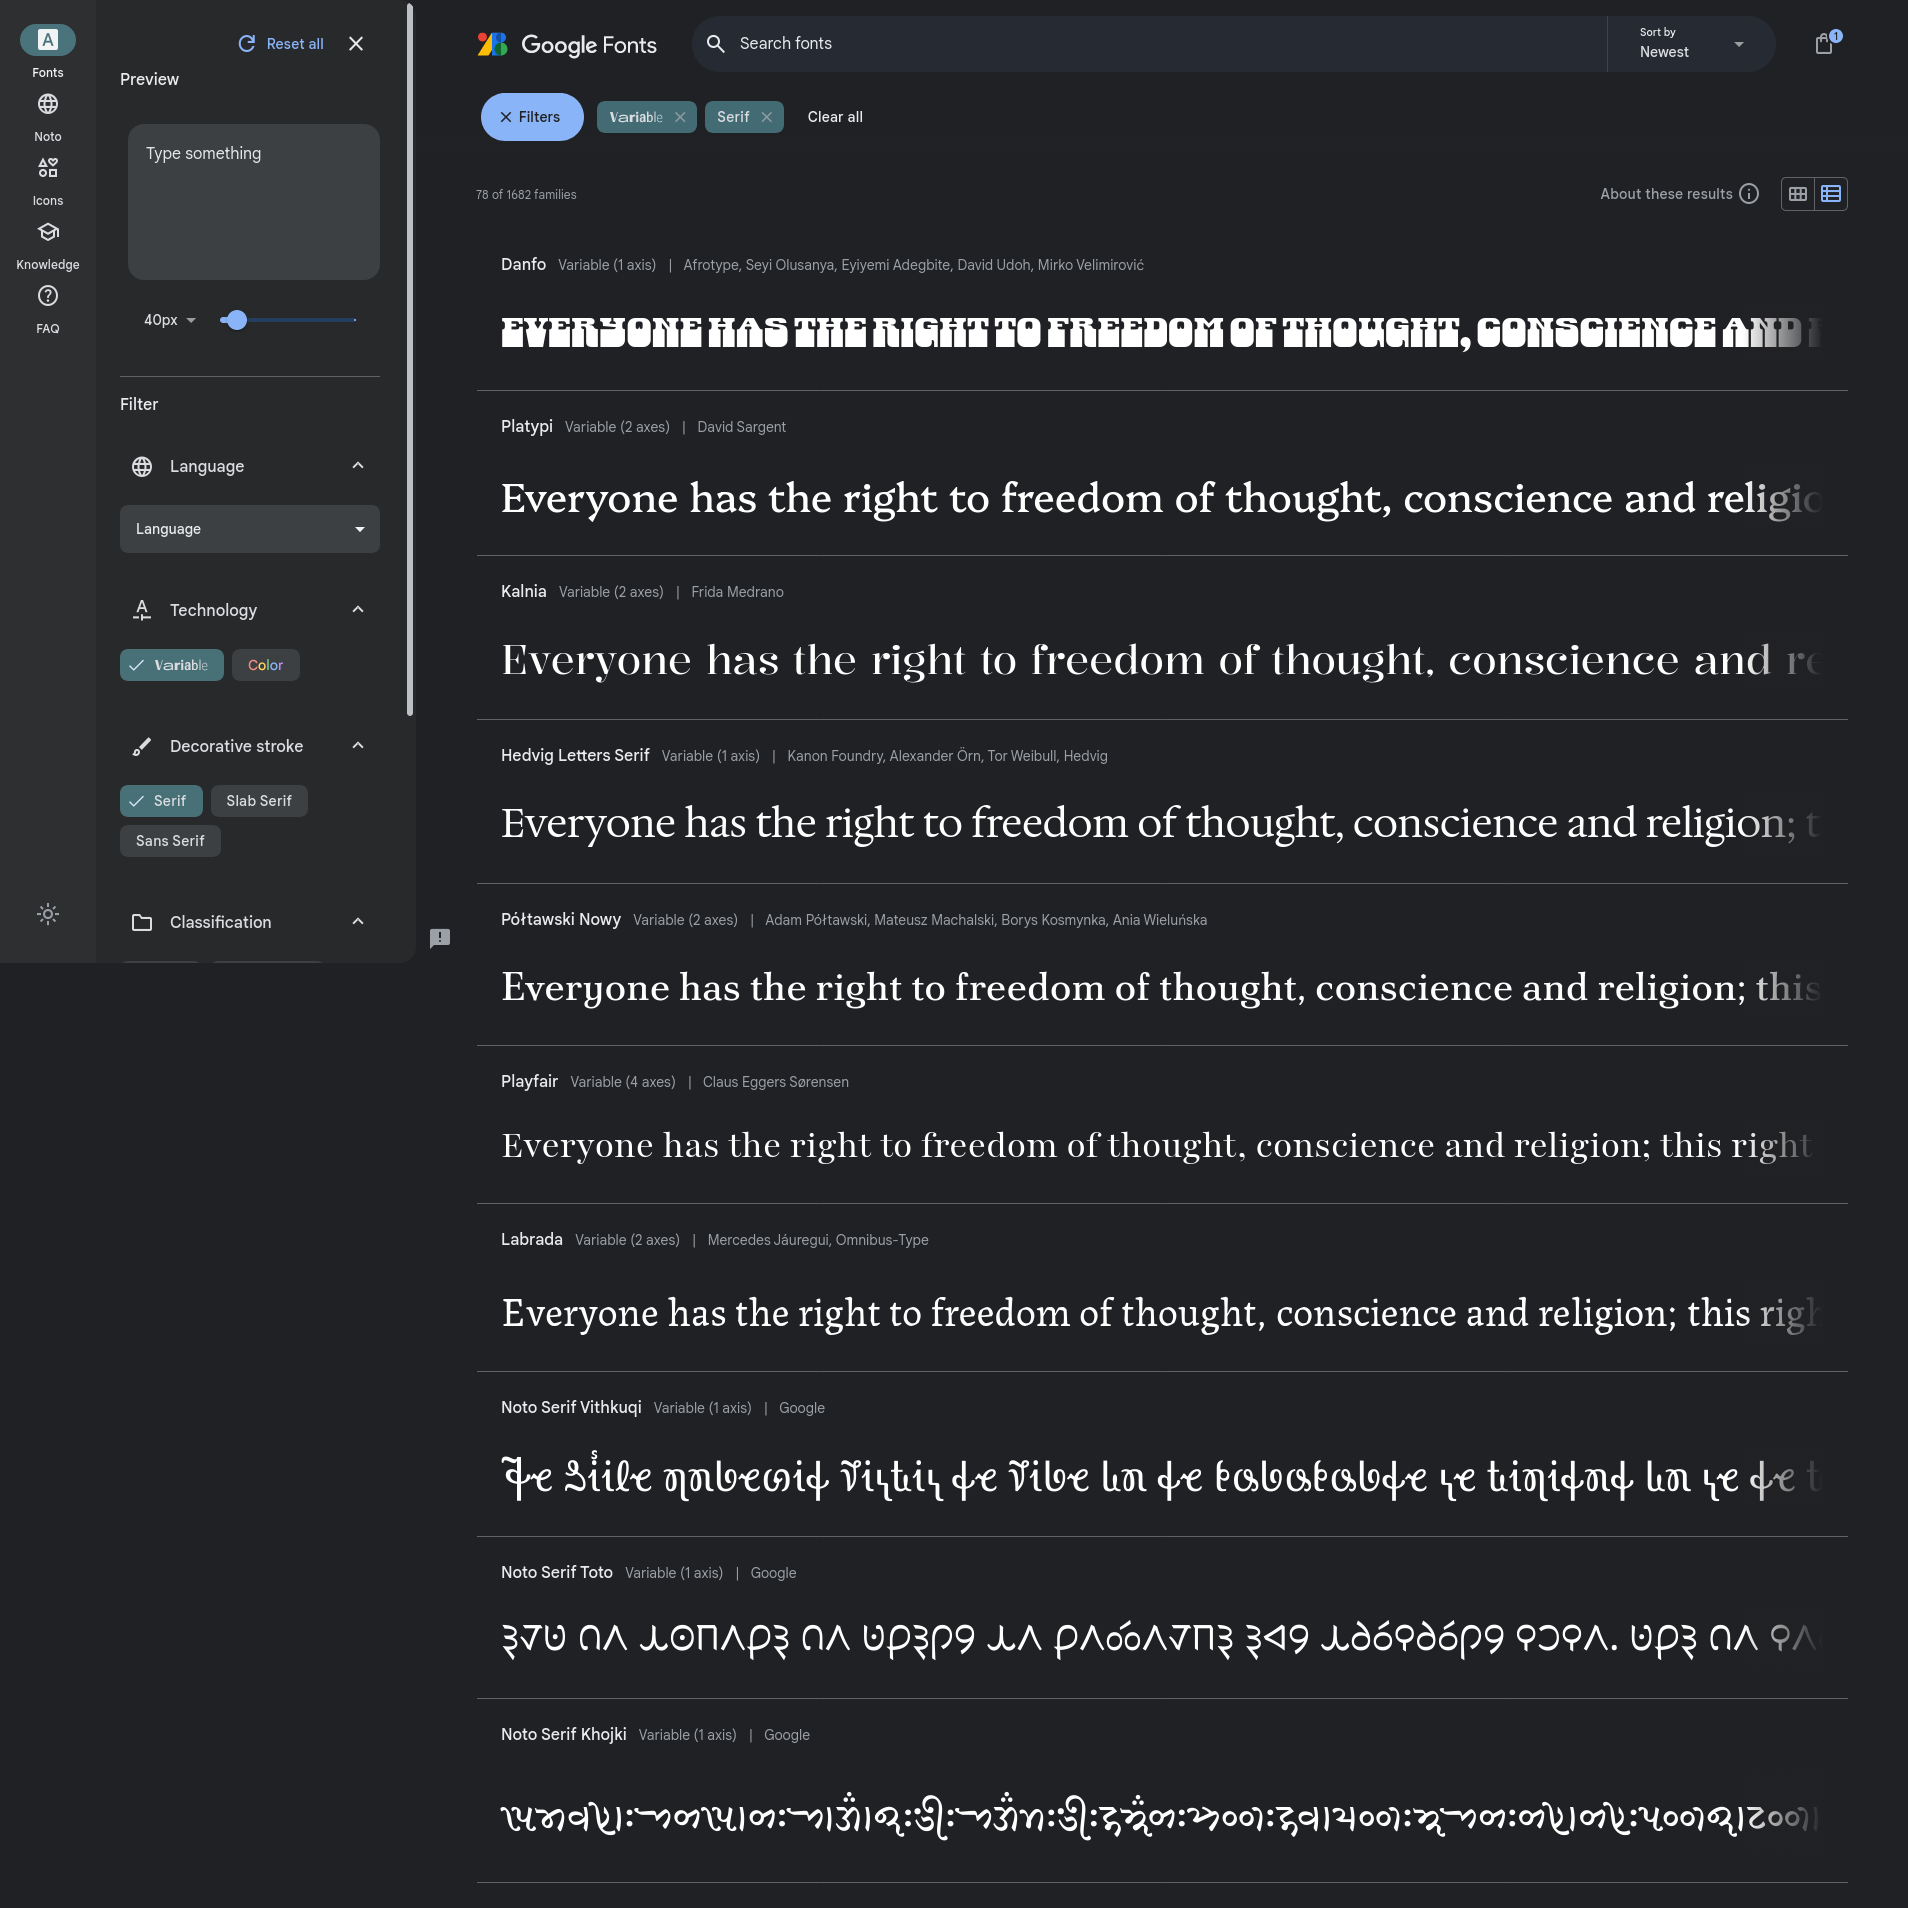 Fonts
Noto
Icons
Knowledge
FAQ
Reset all
Preview
Type something
40px
Filter
Language
Language
Technology
Variable
Color
Decorative stroke
Serif
Slab Serif
Sans Serif
Classification
Google Fonts
Search fonts
Sort by
Newest
1
Filters
Variable
Serif
Clear all
78 of 1682 families
About these results
Danfo Variable (1 axis) | Afrotype, Seyi Olusanya, Eyiyemi Adegbite, David Udoh, Mirko Velimirović
EVERYONE HAS THE RIGHT TO FREEDOM OF THOUGHT, CONSCIENCE AND
Platypi Variable (2 axes) | David Sargent
Everyone has the right to freedom of thought, conscience and religio
Kalnia Variable (2 axes) | Frida Medrano
Everyone has the right to freedom of thought, conscience and re
Hedvig Letters Serif Variable (1 axis) | Kanon Foundry, Alexander Örn, Tor Weibull, Hedvig
Everyone has the right to freedom of thought, conscience and religion; t
Półtawski Nowy Variable (2 axes) | Adam Półtawski, Mateusz Machalski, Borys Kosmynka, Ania Wieluńska
Everyone has the right to freedom of thought, conscience and religion; this
Playfair Variable (4 axes) | Claus Eggers Sørensen
Everyone has the right to freedom of thought, conscience and religion; this right
Labrada Variable (2 axes) | Mercedes Jáuregui, Omnibus-Type
Everyone has the right to freedom of thought, conscience and religion; this righ
Noto Serif Vithkuqi Variable (1 axis) | Google
Noto Serif Toto Variable (1 axis) | Google
Noto Serif Khojki Variable (1 axis) | Google